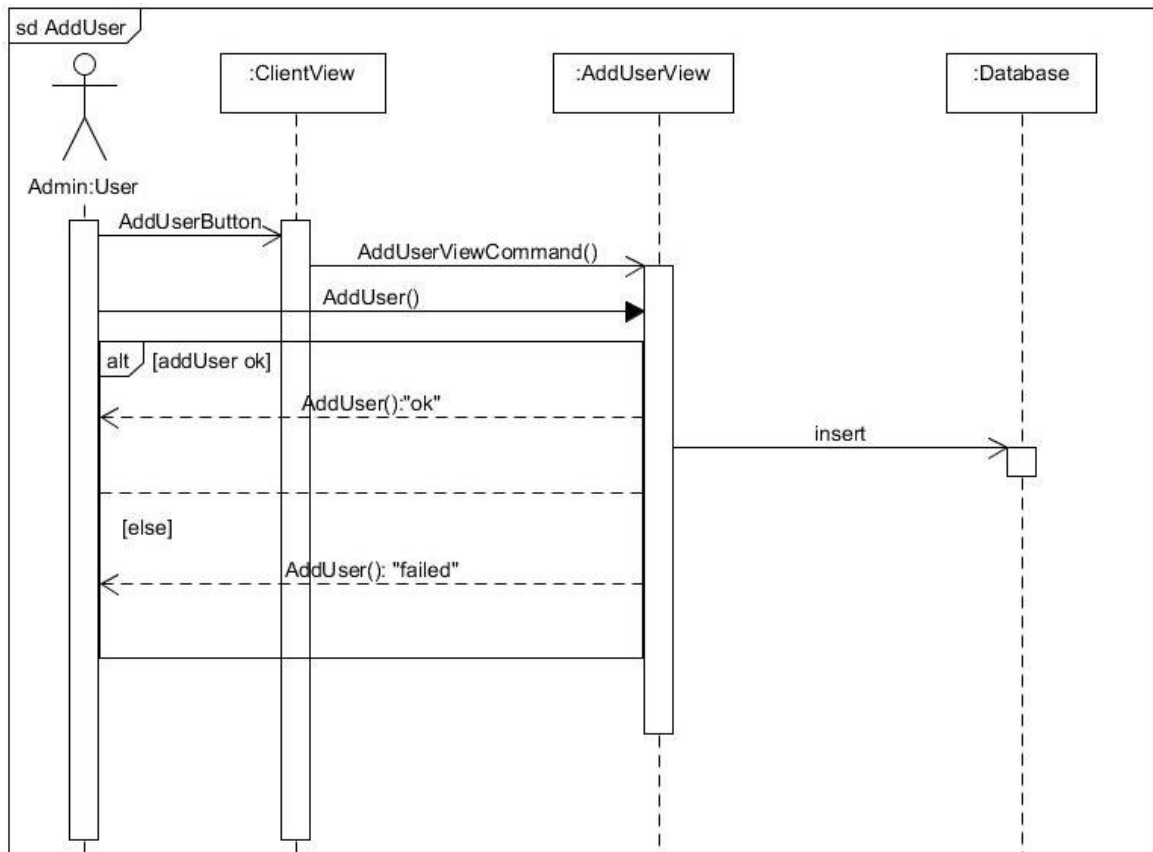 sd AddUser
:ClientView
:AddUserView
:Database
Admin:User
AddUserButton
AddUserViewCommand()
AddUser()
alt [addUser ok]
AddUser():"ok"
insert
[else]
AddUser(): "failed"